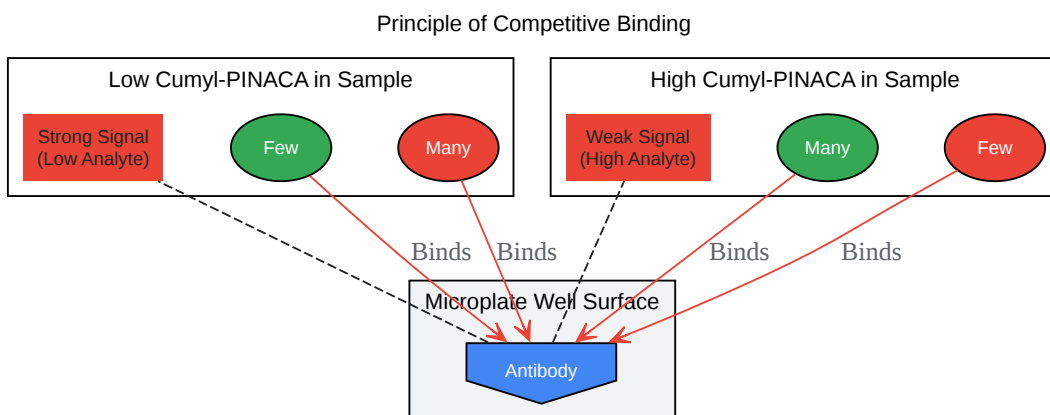 Principle of Competitive Binding
Low Cumyl-PINACA in Sample
High Cumyl-PINACA in Sample
Strong Signal
(Low Analyte)
Few
Many
Weak Signal
(High Analyte)
Many
Few
Binds
Binds
Binds
Binds
Microplate Well Surface
Antibody